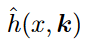 ĥ(x, 𝒌)